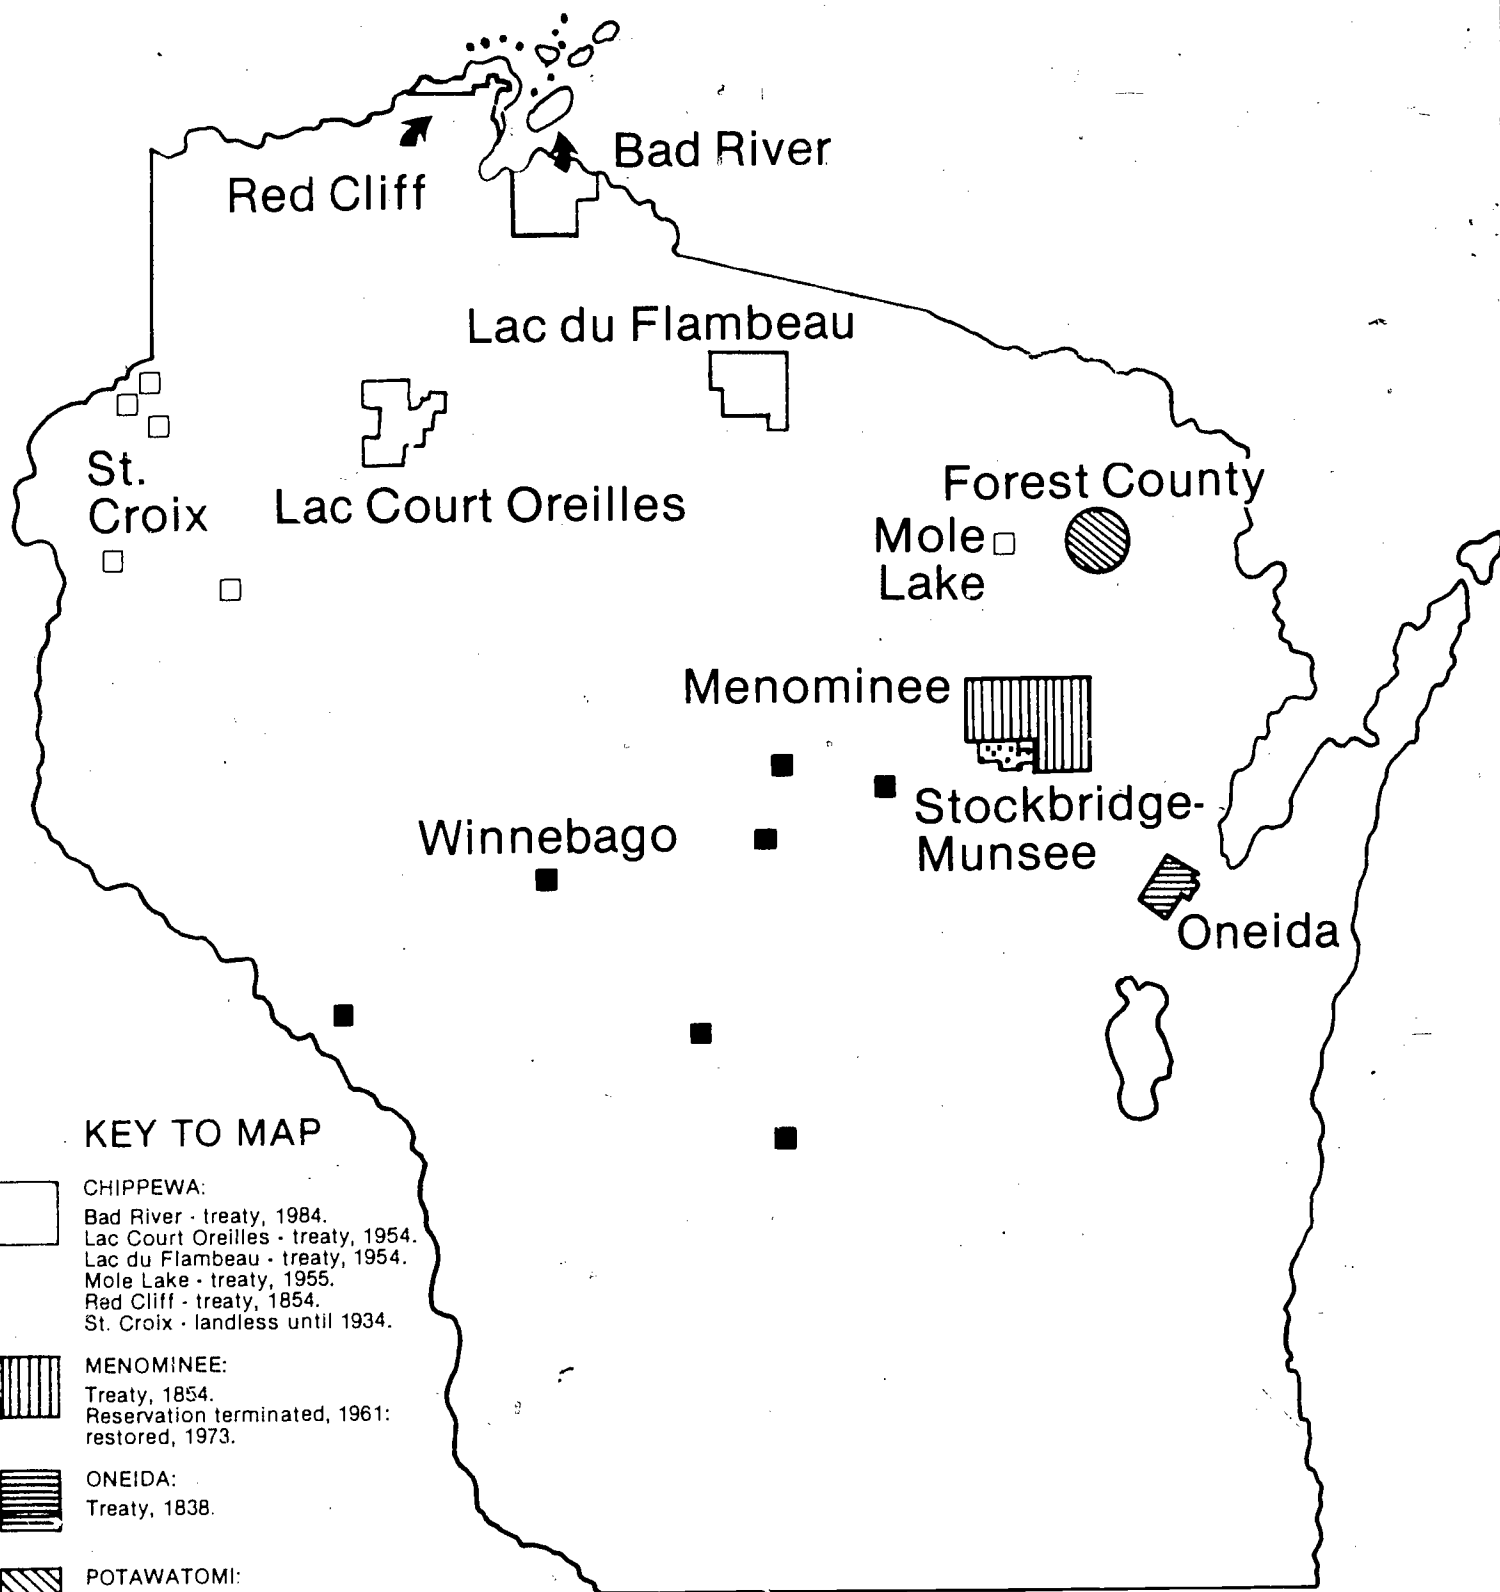 Bad River
Red Cliff
Lac du Flambeau
St.
Croix
Lac Court Oreilles
Forest County
Mole
Lake
Menominee
Stockbridge-
Munsee
Winnebago
Oneida
KEY TO MAP
CHIPPEWA:
Bad River - treaty, 1984.
Lac Court Oreilles - treaty, 1954.
Lac du Flambeau - treaty, 1954.
Mole Lake - treaty, 1955.
Red Cliff - treaty, 1854.
St. Croix - landless until 1934.
MENOMINEE:
Treaty, 1854.
Reservation terminated, 1961:
restored, 1973.
ONEIDA:
Treaty, 1838.
POTAWATOMI: